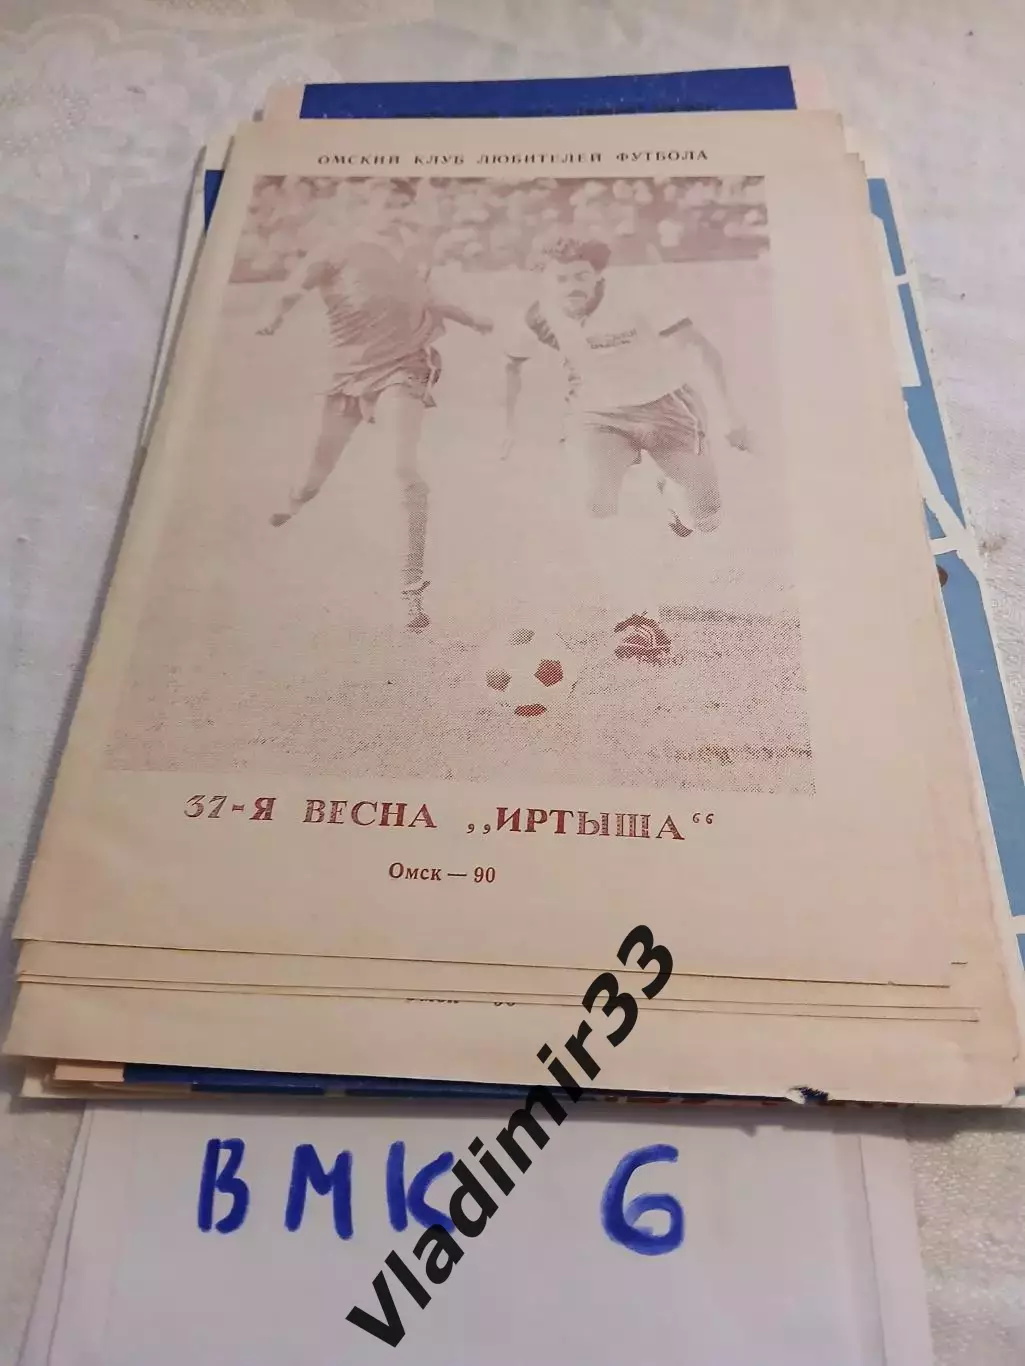 ОМСКИЙ КЛУБ ЛЮБИТЕЛЕЙ ФУТБОЛА
37-Я ВЕСНА „ИРТЫША“
Омск — 90
ВМК 6
Vladimir33